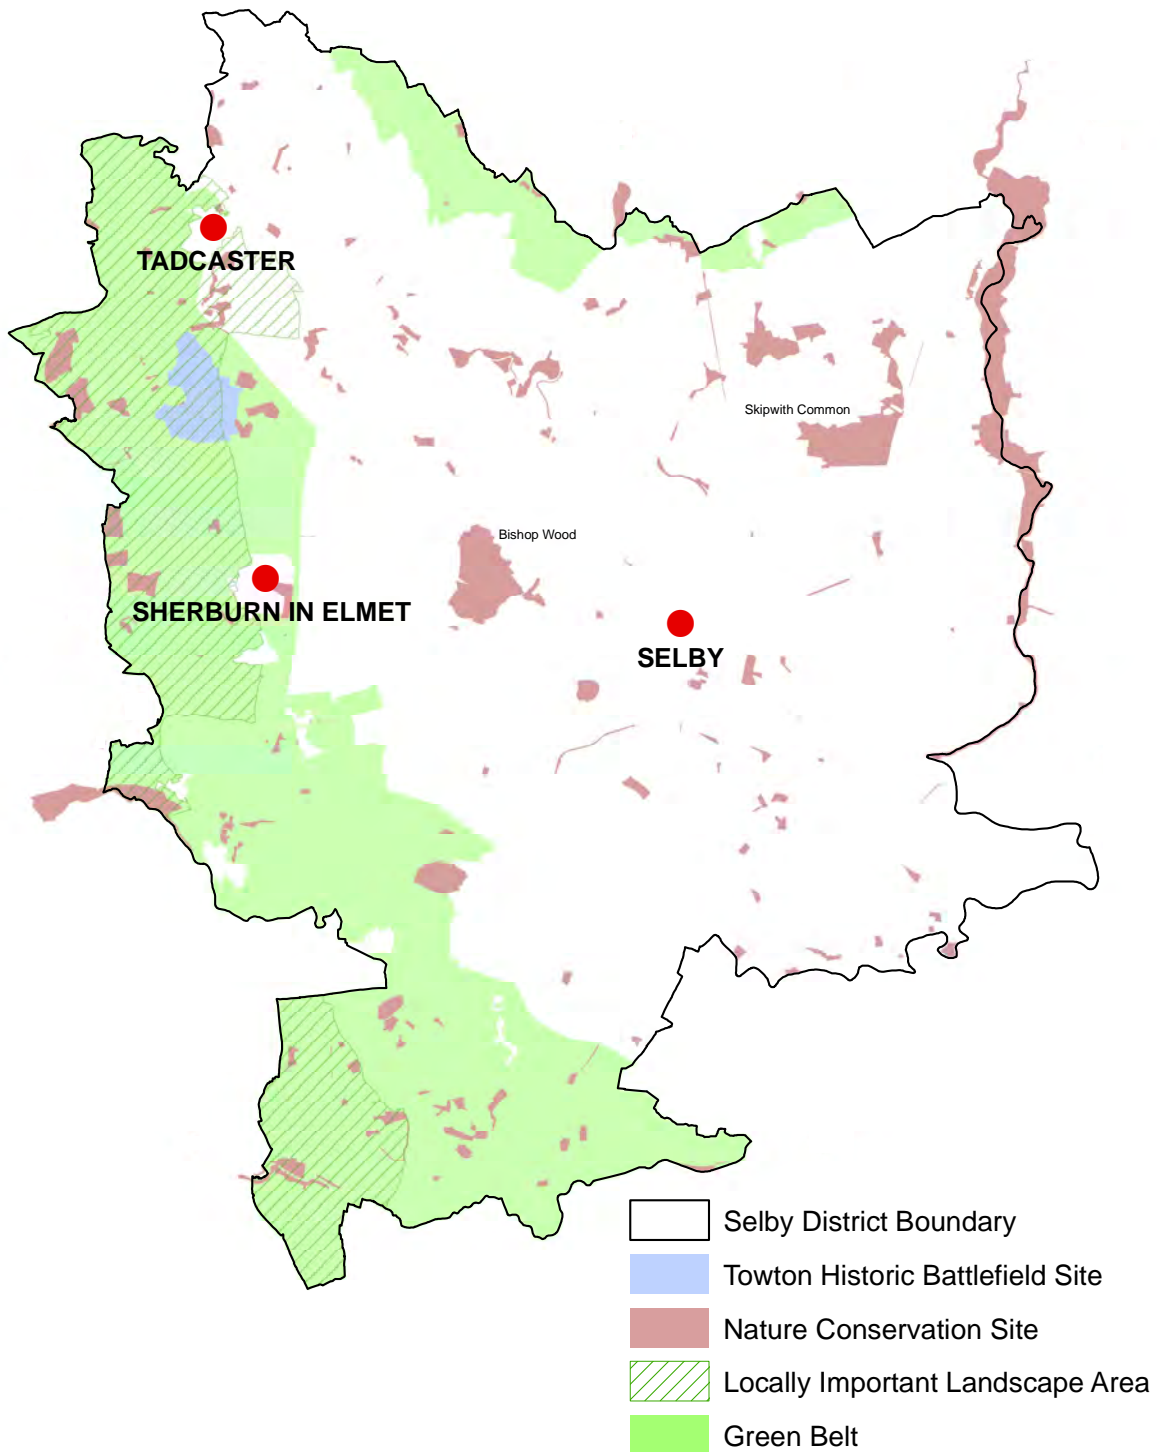 TADCASTER
Skipwith Common
Bishop Wood
SHERBURN IN ELMET
SELBY
Selby District Boundary
Towton Historic Battlefield Site
Nature Conservation Site
Locally Important Landscape Area
Green Belt